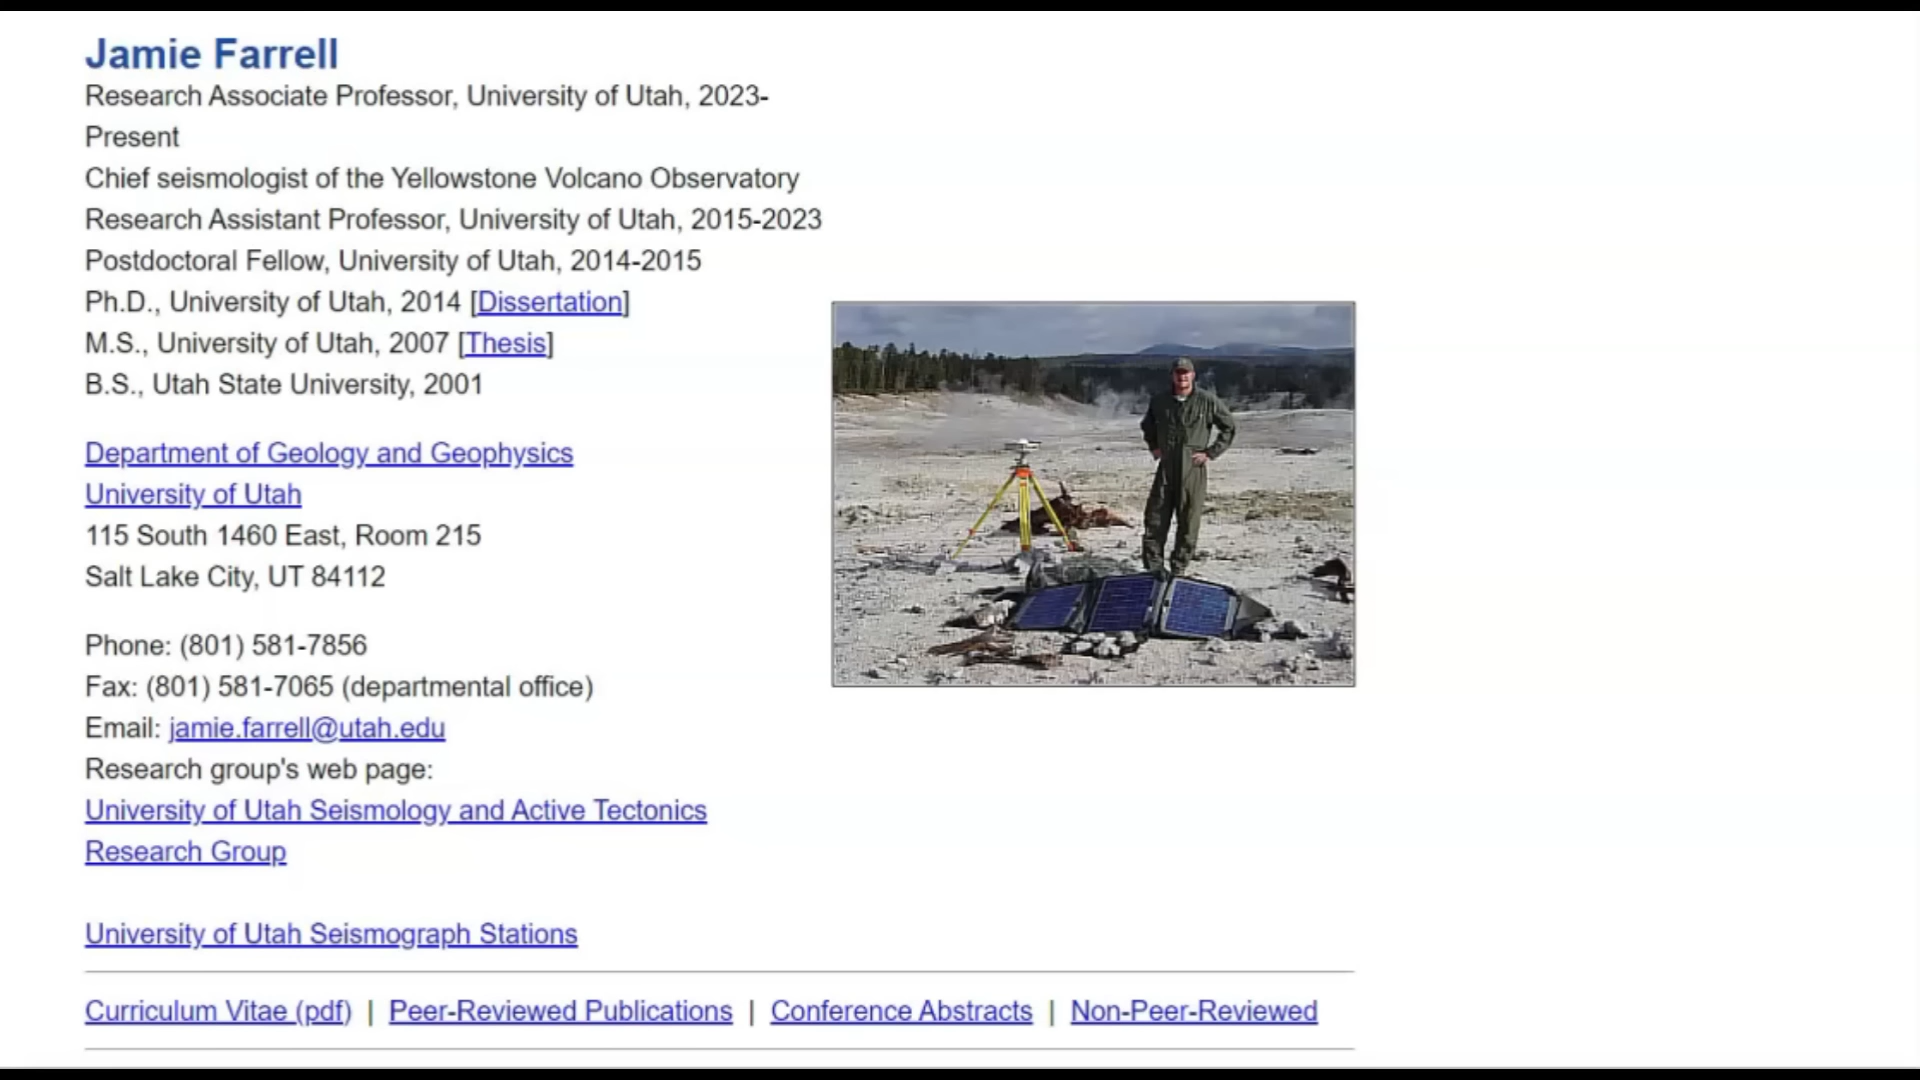 Jamie Farrell
Research Associate Professor, University of Utah, 2023-
Present
Chief seismologist of the Yellowstone Volcano Observatory
Research Assistant Professor, University of Utah, 2015-2023
Postdoctoral Fellow, University of Utah, 2014-2015
Ph.D., University of Utah, 2014 [Dissertation]
M.S., University of Utah, 2007 [Thesis]
B.S., Utah State University, 2001
Department of Geology and Geophysics
University of Utah
115 South 1460 East, Room 215
Salt Lake City, UT 84112
Phone: (801) 581-7856
Fax: (801) 581-7065 (departmental office)
Email: jamie.farrell@utah.edu
Research group's web page:
University of Utah Seismology and Active Tectonics
Research Group
University of Utah Seismograph Stations
Curriculum Vitae (pdf) | Peer-Reviewed Publications | Conference Abstracts | Non-Peer-Reviewed